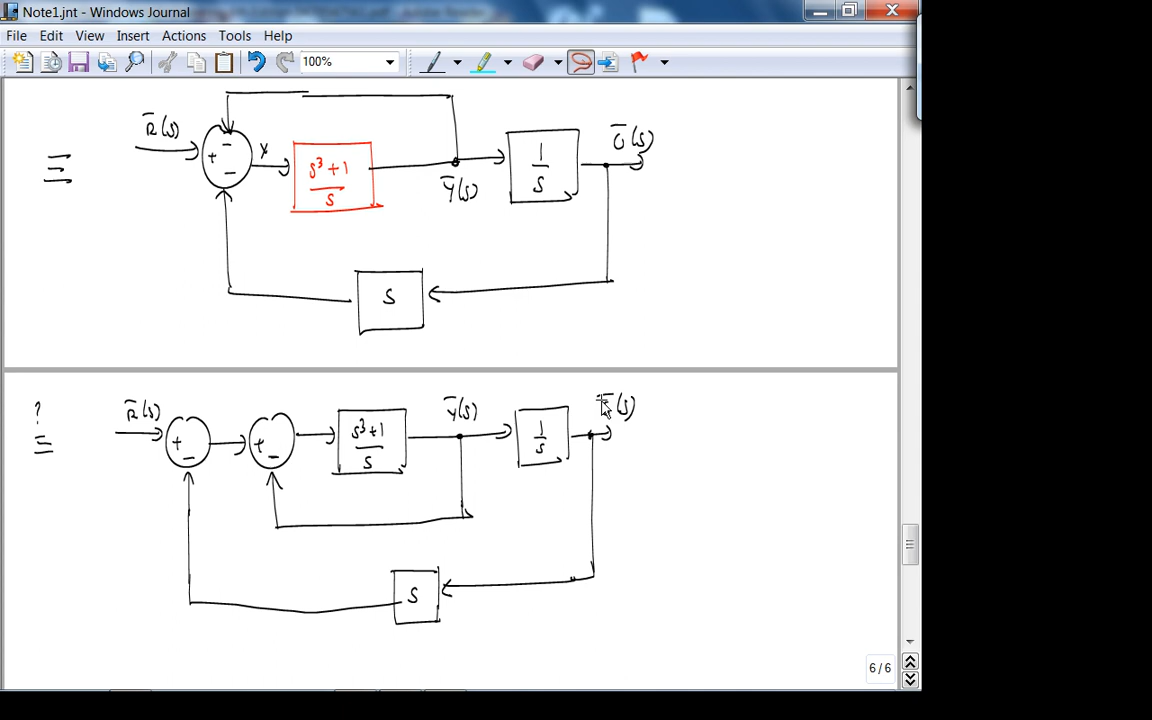 Note1.jnt - Windows Journal
File Edit View Insert Actions Tools Help
100%
R̄(s)
+ - -
X
s³+1
s
Ȳ(s)
1
s
C̄(s)
≡
s
?
≡
R̄(s)
+ -
+ -
s³+1
s
Ȳ(s)
1
s
(s)
s
6 / 6